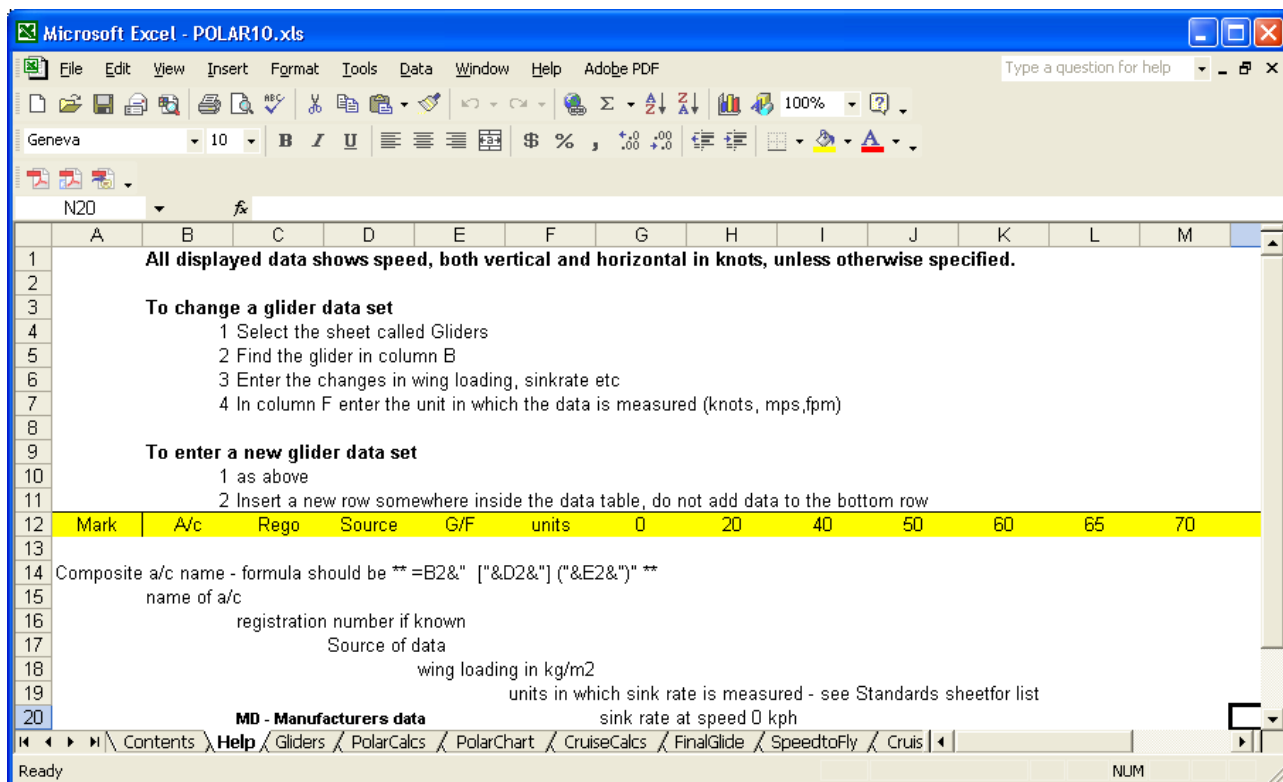 Microsoft Excel - POLAR10.xls
File Edit View Insert Format Tools Data Window Help Adobe PDF Type a question for help
ABC 100%
Geneva 10 B I U $ % ,
N20 fx
A B C D E F G H I J K L M
1 All displayed data shows speed, both vertical and horizontal in knots, unless otherwise specified.
2
3 To change a glider data set
4 1 Select the sheet called Gliders
5 2 Find the glider in column B
6 3 Enter the changes in wing loading, sinkrate etc
7 4 In column F enter the unit in which the data is measured (knots, mps,fpm)
8
9 To enter a new glider data set
10 1 as above
11 2 Insert a new row somewhere inside the data table, do not add data to the bottom row
12 Mark A/c Rego Source G/F units 0 20 40 50 60 65 70
13
14 Composite a/c name - formula should be ** =B2&" ["&D2&"] ("&E2&")" **
15 name of a/c
16 registration number if known
17 Source of data
18 wing loading in kg/m2
19 units in which sink rate is measured - see Standards sheetfor list
20 MD - Manufacturers data sink rate at speed 0 kph
Contents Help Gliders PolarCalcs PolarChart CruiseCalcs FinalGlide SpeedtoFly Cruis
Ready NUM